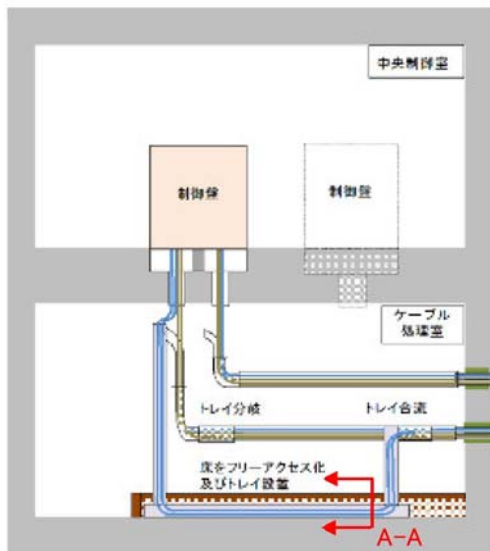 中央制御室
制御盤
制御盤
ケーブル
処理室
トレイ分岐
トレイ合流
床をフリーアクセス化
及びトレイ設置
A-A